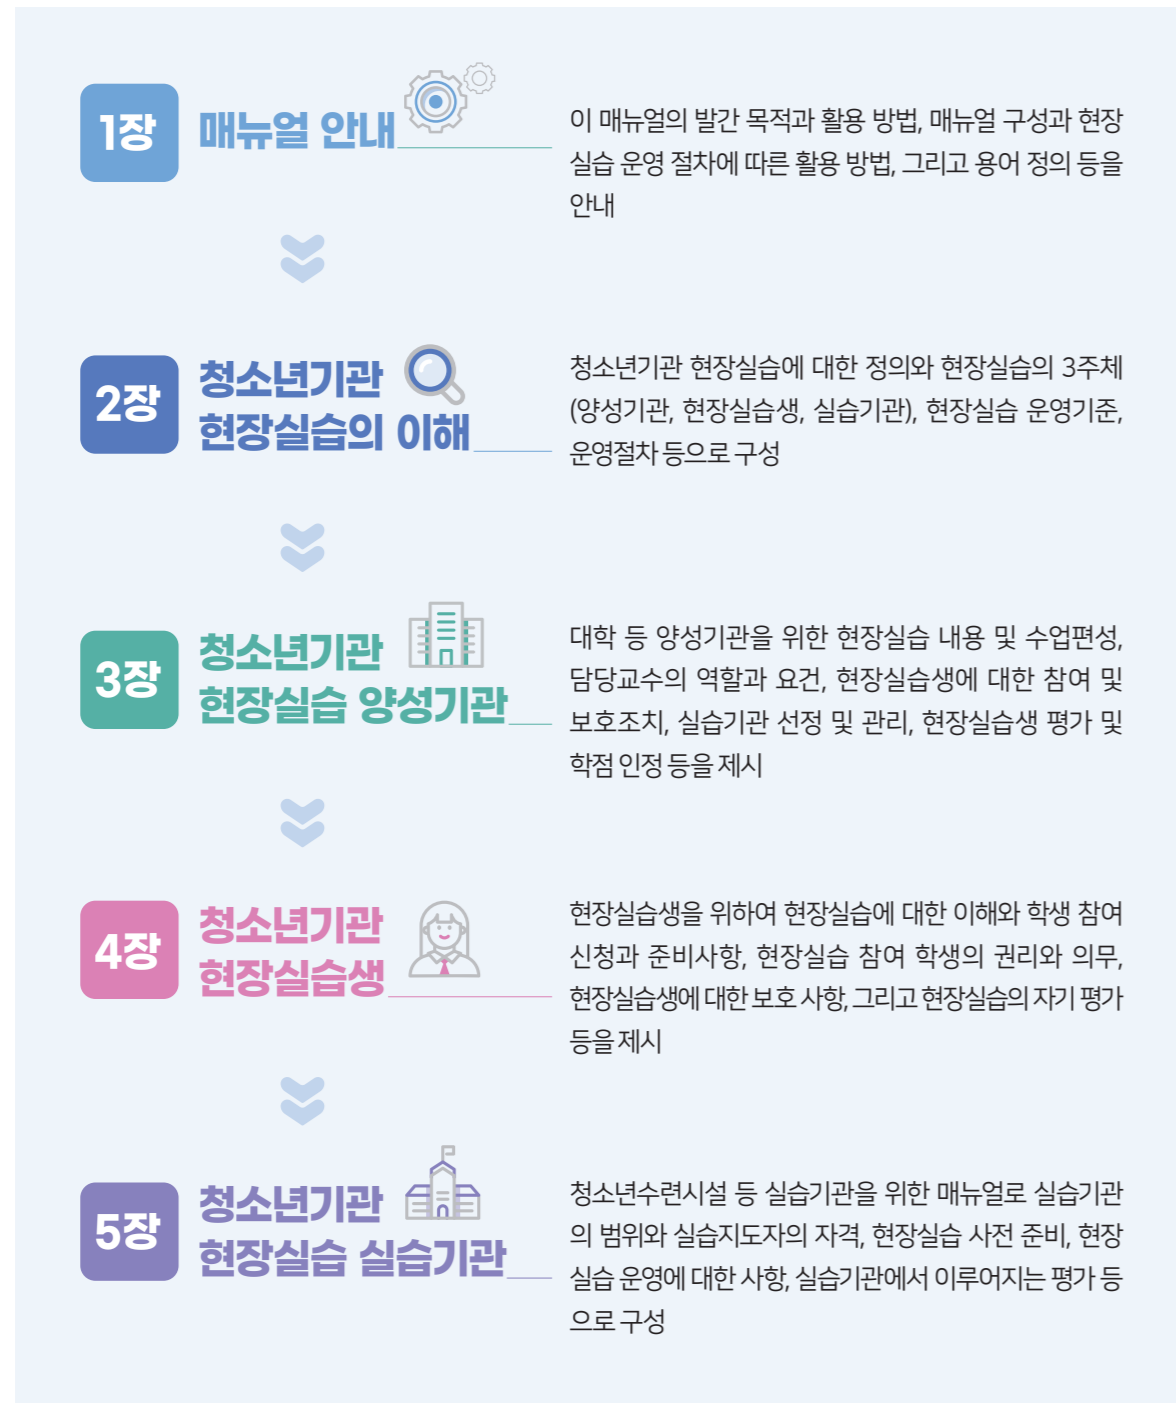 1장
매뉴얼 안내
이 매뉴얼의 발간 목적과 활용 방법, 매뉴얼 구성과 현장
실습 운영 절차에 따른 활용 방법, 그리고 용어 정의 등을
안내
2장
청소년기관
현장실습의 이해
청소년기관 현장실습에 대한 정의와 현장실습의 3주체
(양성기관, 현장실습생, 실습기관), 현장실습 운영기준,
운영절차 등으로 구성
3장
청소년기관
현장실습 양성기관
대학 등 양성기관을 위한 현장실습 내용 및 수업편성,
담당교수의 역할과 요건, 현장실습생에 대한 참여 및
보호조치, 실습기관 선정 및 관리, 현장실습생 평가 및
학점 인정 등을 제시
4장
청소년기관
현장실습생
현장실습생을 위하여 현장실습에 대한 이해와 학생 참여
신청과 준비사항, 현장실습 참여 학생의 권리와 의무,
현장실습생에 대한 보호 사항, 그리고 현장실습의 자기 평가
등을 제시
5장
청소년기관
현장실습 실습기관
청소년수련시설 등 실습기관을 위한 매뉴얼로 실습기관
의 범위와 실습지도자의 자격, 현장실습 사전 준비, 현장
실습 운영에 대한 사항, 실습기관에서 이루어지는 평가 등
으로 구성